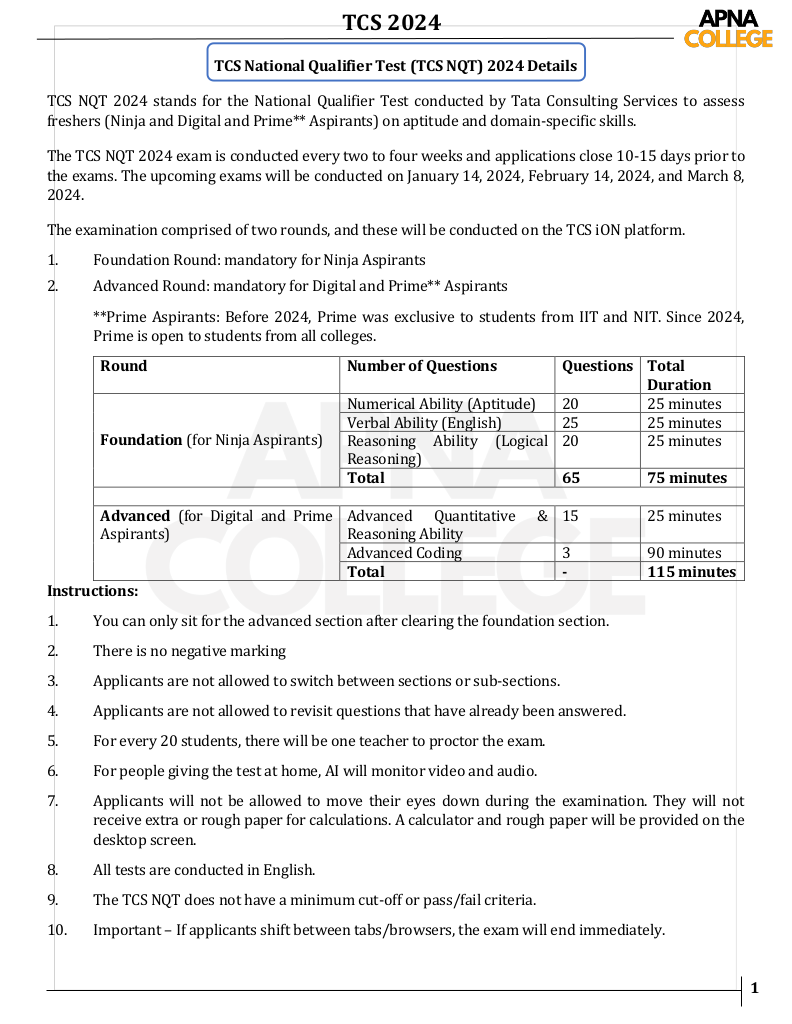 TCS 2024
APNA
COLLEGE
TCS National Qualifier Test (TCS NQT) 2024 Details
TCS NQT 2024 stands for the National Qualifier Test conducted by Tata Consulting Services to assess
freshers (Ninja and Digital and Prime** Aspirants) on aptitude and domain-specific skills.
The TCS NQT 2024 exam is conducted every two to four weeks and applications close 10-15 days prior to
the exams. The upcoming exams will be conducted on January 14, 2024, February 14, 2024, and March 8,
2024.
The examination comprised of two rounds, and these will be conducted on the TCS iON platform.
1. Foundation Round: mandatory for Ninja Aspirants
2. Advanced Round: mandatory for Digital and Prime** Aspirants
**Prime Aspirants: Before 2024, Prime was exclusive to students from IIT and NIT. Since 2024,
Prime is open to students from all colleges.
Round Number of Questions Questions Total
Duration
Numerical Ability (Aptitude) 20 25 minutes
Verbal Ability (English) 25 25 minutes
Foundation (for Ninja Aspirants) Reasoning Ability (Logical 20 25 minutes
Reasoning)
Total 65 75 minutes
Advanced (for Digital and Prime Advanced Quantitative & 15 25 minutes
Aspirants) Reasoning Ability
Advanced Coding 3 90 minutes
Total - 115 minutes
APNA
COLLEGE
Instructions:
1. You can only sit for the advanced section after clearing the foundation section.
2. There is no negative marking
3. Applicants are not allowed to switch between sections or sub-sections.
4. Applicants are not allowed to revisit questions that have already been answered.
5. For every 20 students, there will be one teacher to proctor the exam.
6. For people giving the test at home, AI will monitor video and audio.
7. Applicants will not be allowed to move their eyes down during the examination. They will not
receive extra or rough paper for calculations. A calculator and rough paper will be provided on the
desktop screen.
8. All tests are conducted in English.
9. The TCS NQT does not have a minimum cut-off or pass/fail criteria.
10. Important – If applicants shift between tabs/browsers, the exam will end immediately.
1